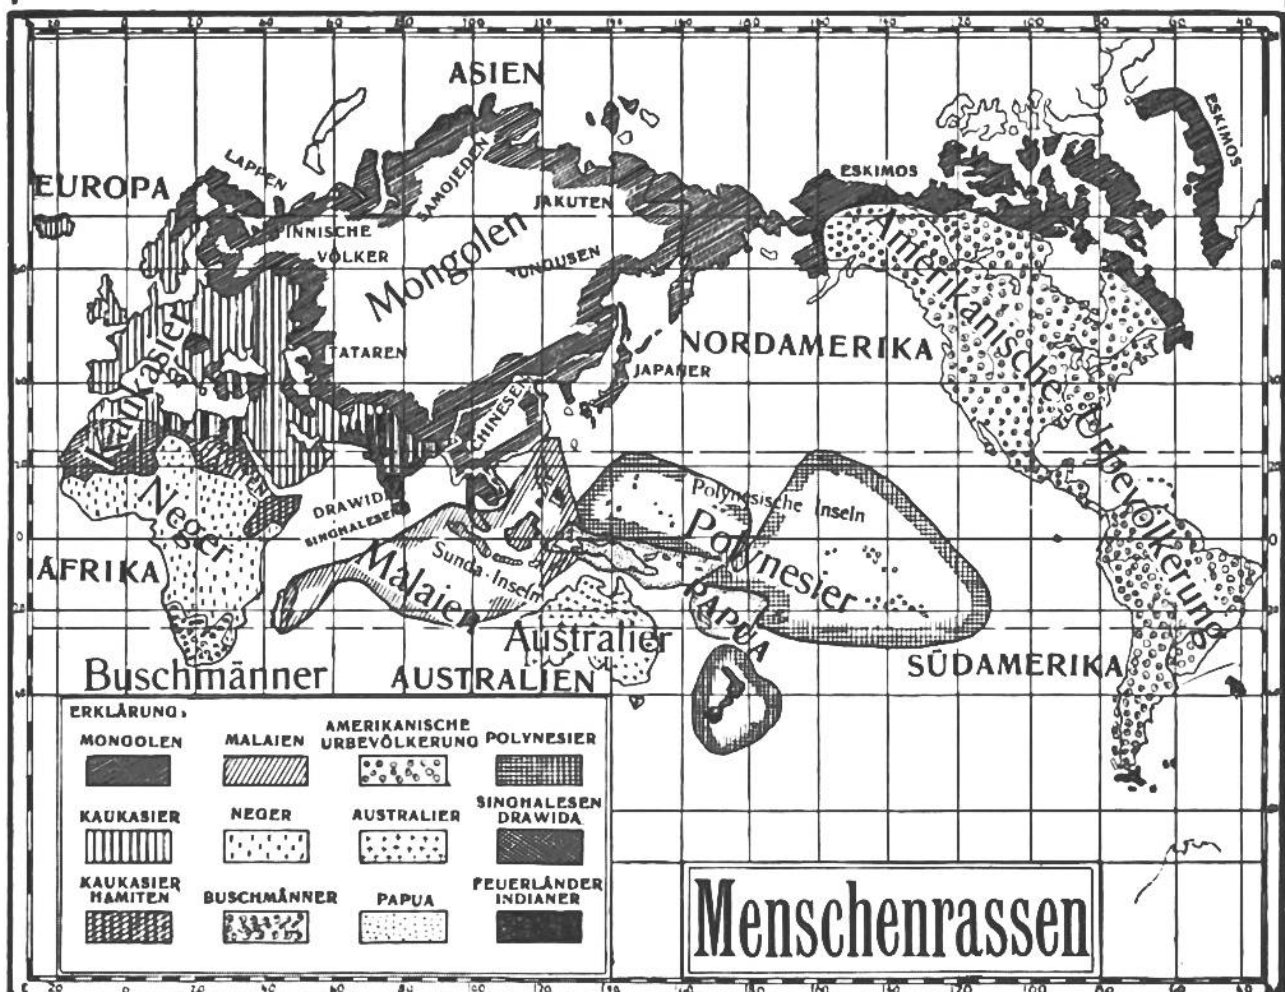 ASIEN
ESKIMOS
LAPPEN
ESKIMOS
EUROPA
SAMOJEDEN
JAKUTEN
FINNISCHE
VÖLKER
Mongolen
TUNGUSEN
Amerikanische Urbevölkerung
Kaukasier
TATAREN
NORDAMERIKA
JAPANER
CHINESEN
Neger
DRAWIDA
SINGHALESEN
Polynesische Inseln
Polynesier
Malaien
Sunda-Inseln
AFRIKA
PAPUA
Australier
Buschmänner
AUSTRALIEN
SÜDAMERIKA
ERKLÄRUNG:
MONGOLEN
MALAIEN
AMERIKANISCHE
URBEVÖLKERUNG
POLYNESIER
KAUKASIER
NEGER
AUSTRALIER
SINGHALESEN
DRAWIDA
KAUKASIER
HAMITEN
BUSCHMÄNNER
PAPUA
FEUERLÄNDER
INDIANER
Menschenrassen